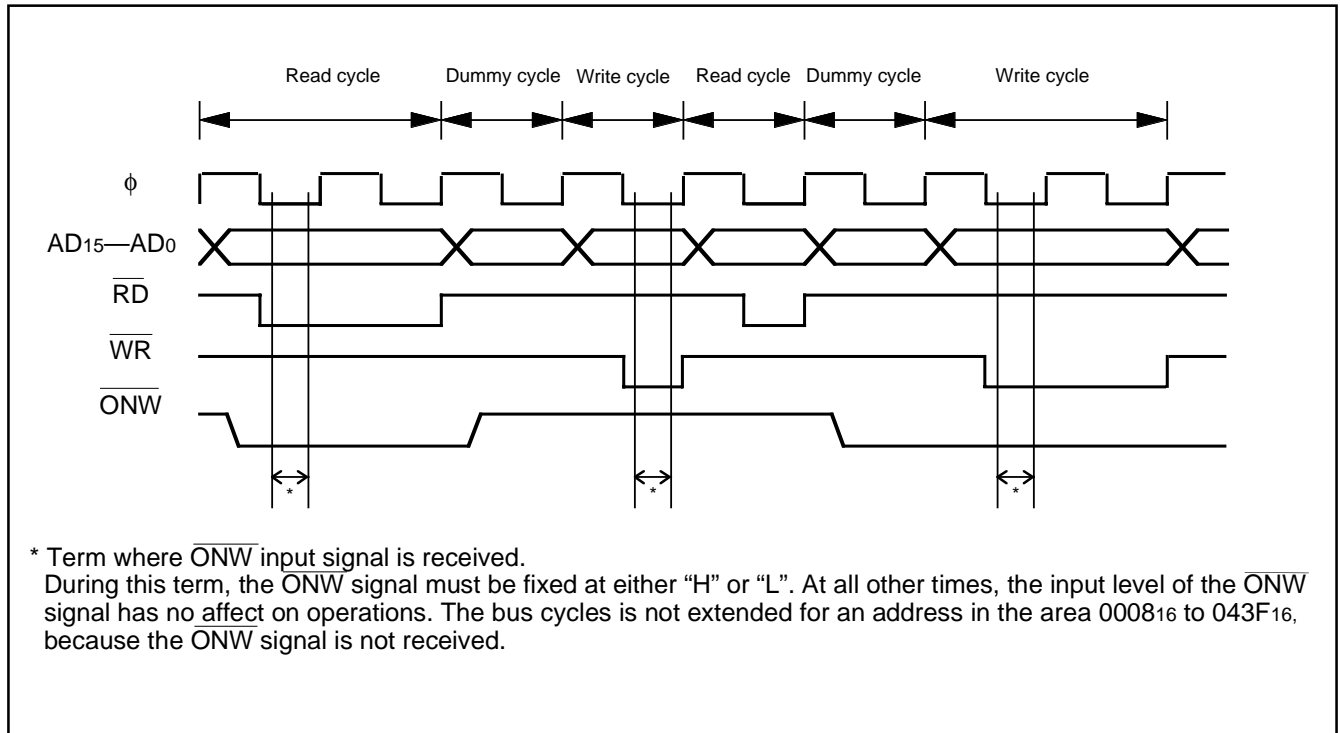 Read cycle Dummy cycle Write cycle Read cycle Dummy cycle Write cycle
ϕ
AD15—AD0
RD
WR
ONW
* * *
* Term where ONW input signal is received.
During this term, the ONW signal must be fixed at either “H” or “L”. At all other times, the input level of the ONW
signal has no affect on operations. The bus cycles is not extended for an address in the area 000816 to 043F16,
because the ONW signal is not received.